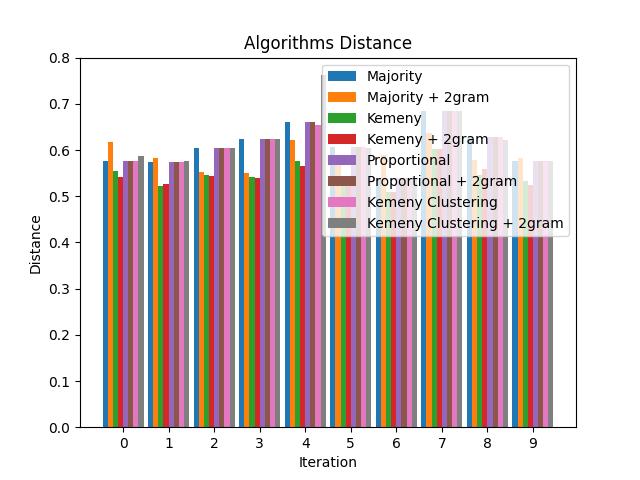 Algorithms Distance
0.8
0.7
0.6
0.5
0.4
0.3
0.2
0.1
0.0
Distance
Majority
Majority + 2gram
Kemeny
Kemeny + 2gram
Proportional
Proportional + 2gram
Kemeny Clustering
Kemeny Clustering + 2gram
0 1 2 3 4 5 6 7 8 9
Iteration